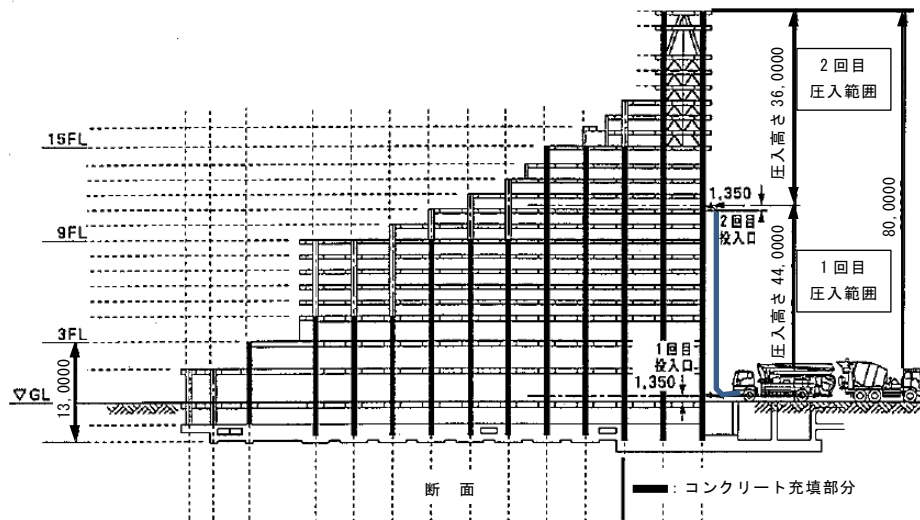 15FL
9FL
3FL
▽GL
13,0000
圧入高さ 36,0000
2回目
圧入範囲
80,0000
1,350
2回目
投入口
圧入高さ 44,0000
1回目
圧入範囲
1回目
投入口
1,350
断面
:コンクリート充填部分